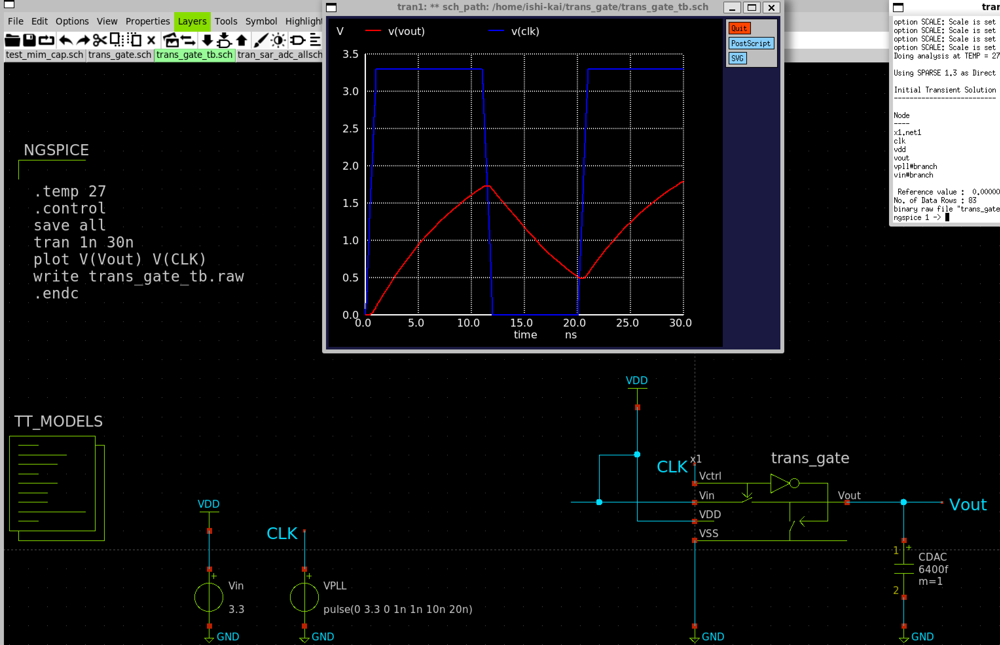 File Edit Options View Properties Layers Tools Symbol Highlight
test_mim_cap.sch trans_gate.sch trans_gate_tb.sch tran_sar_adc_allsch
tran1: ** sch_path: /home/ishi-kai/trans_gate/trans_gate_tb.sch
V v(vout) v(clk)
Quit
PostScript
SVG
3.5
3.0
2.5
2.0
1.5
1.0
0.5
0.0
0.0 5.0 10.0 15.0 20.0 25.0 30.0
time ns
option SCALE: Scale is set
option SCALE: Scale is set
option SCALE: Scale is set
option SCALE: Scale is set
Doing analysis at TEMP = 27
Using SPARSE 1.3 as Direct
Initial Transient Solution
--------------------------
Node
----
x1.net1
clk
vdd
vout
vpll#branch
vin#branch
Reference value : 0.00000
No. of Data Rows : 83
binary raw file "trans_gate
ngspice 1 ->
NGSPICE
.temp 27
.control
save all
tran 1n 30n
plot V(Vout) V(CLK)
write trans_gate_tb.raw
.endc
TT_MODELS
VDD
Vin
3.3
GND
CLK
VPLL
pulse(0 3.3 0 1n 1n 10n 20n)
GND
VDD
CLK
x1
trans_gate
Vctrl
Vin
VDD
VSS
Vout
Vout
GND
1
+
CDAC
6400f
m=1
2
GND